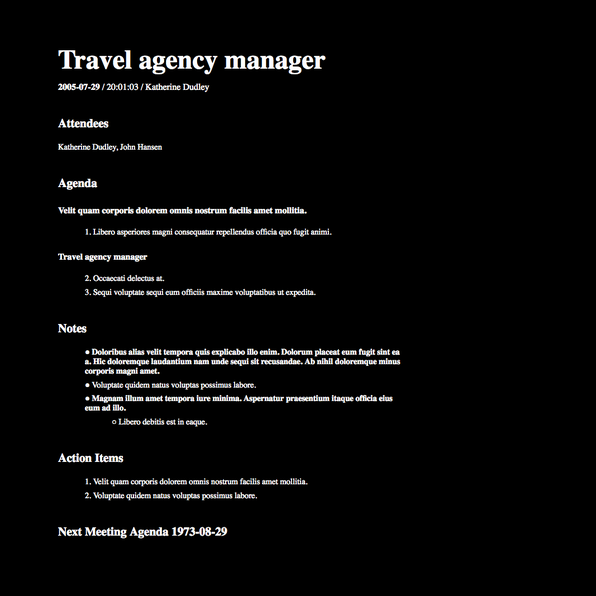 Travel agency manager
2005-07-29 / 20:01:03 / Katherine Dudley
Attendees
Katherine Dudley, John Hansen
Agenda
Velit quam corporis dolorem omnis nostrum facilis amet mollitia.
1. Libero asperiores magni consequatur repellendus officia quo fugit animi.
Travel agency manager
2. Occaecati delectus at.
3. Sequi voluptate sequi eum officiis maxime voluptatibus ut expedita.
Notes
● Doloribus alias velit tempora quis explicabo illo enim. Dolorum placeat eum fugit sint ea
a. Hic doloremque laudantium nam unde sequi sit recusandae. Ab nihil doloremque minus
corporis magni amet.
● Voluptate quidem natus voluptas possimus labore.
● Magnam illum amet tempora iure minima. Aspernatur praesentium itaque officia eius
eum ad illo.
○ Libero debitis est in eaque.
Action Items
1. Velit quam corporis dolorem omnis nostrum facilis amet mollitia.
2. Voluptate quidem natus voluptas possimus labore.
Next Meeting Agenda 1973-08-29